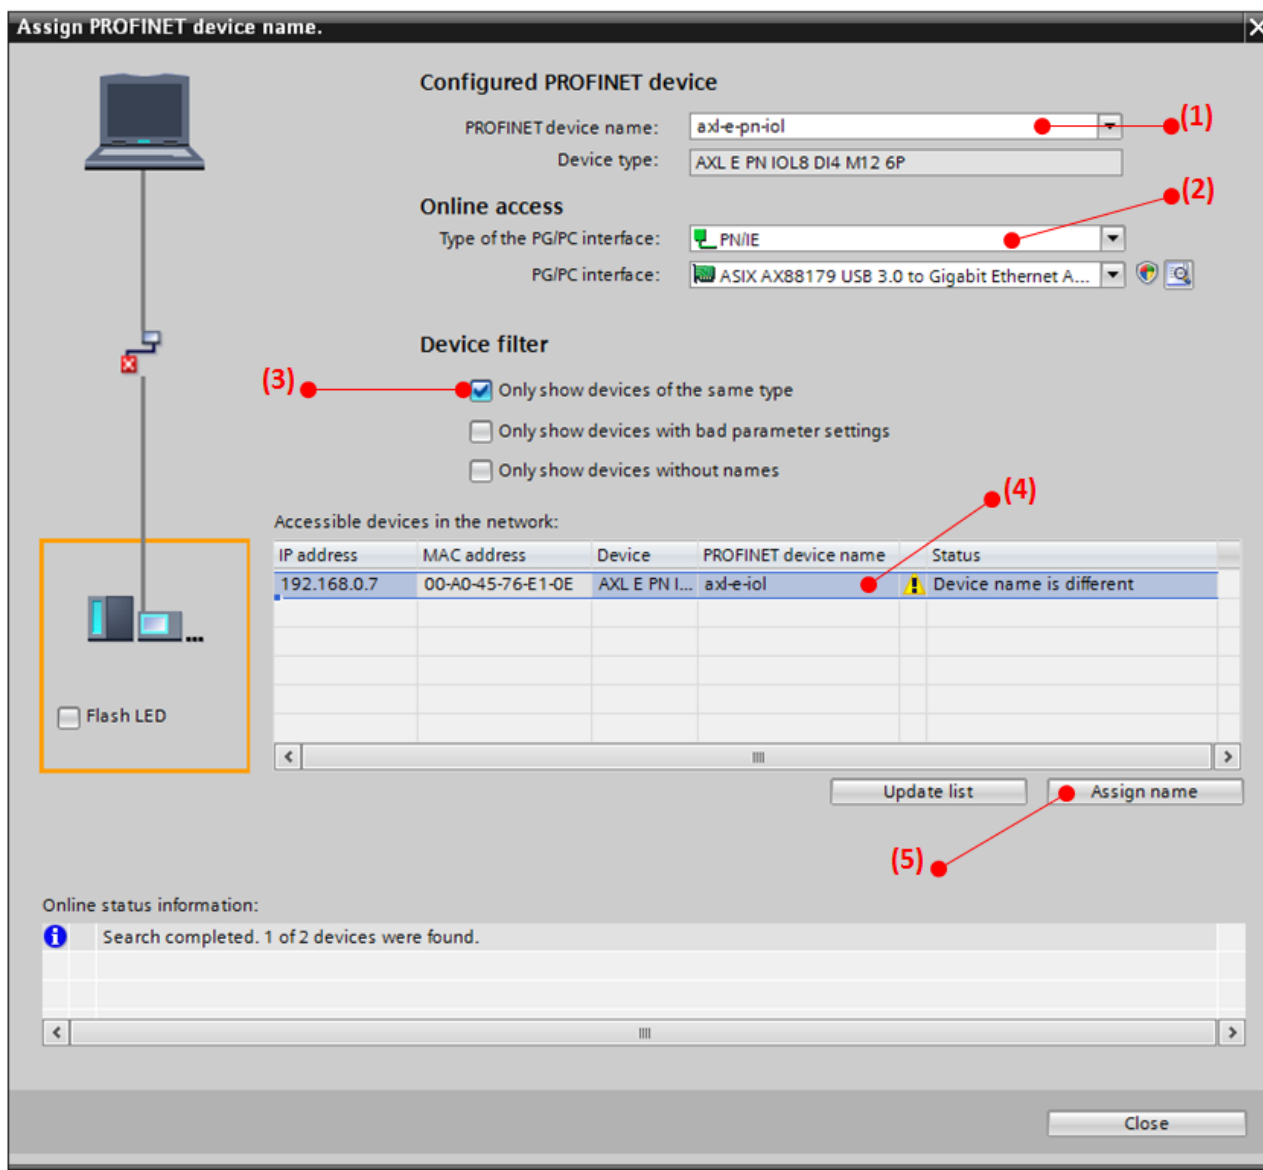 Assign PROFINET device name.
Configured PROFINET device
PROFINET device name: axl-e-pn-iol (1)
Device type: AXL E PN IOL8 DI4 M12 6P
Online access (2)
Type of the PG/PC interface: PN/IE
PG/PC interface: ASIX AX88179 USB 3.0 to Gigabit Ethernet A...
Device filter
(3) Only show devices of the same type
Only show devices with bad parameter settings
Only show devices without names
(4)
Accessible devices in the network:
IP address MAC address Device PROFINET device name Status
192.168.0.7 00-A0-45-76-E1-0E AXL E PN I... axl-e-iol Device name is different
...
Flash LED
Update list Assign name
(5)
Online status information:
Search completed. 1 of 2 devices were found.
Close